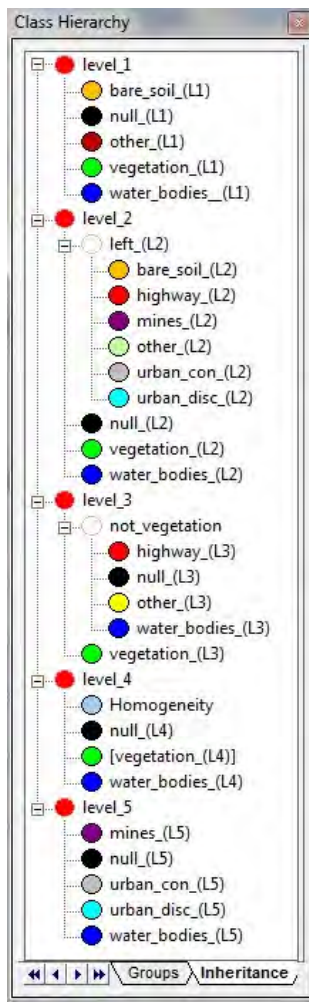 Class Hierarchy
level_1
bare_soil_(L1)
null_(L1)
other_(L1)
vegetation_(L1)
water_bodies__(L1)
level_2
left_(L2)
bare_soil_(L2)
highway_(L2)
mines_(L2)
other_(L2)
urban_con_(L2)
urban_disc_(L2)
null_(L2)
vegetation_(L2)
water_bodies_(L2)
level_3
not_vegetation
highway_(L3)
null_(L3)
other_(L3)
water_bodies_(L3)
vegetation_(L3)
level_4
Homogeneity
null_(L4)
[vegetation_(L4)]
water_bodies_(L4)
level_5
mines_(L5)
null_(L5)
urban_con_(L5)
urban_disc_(L5)
water_bodies_(L5)
Groups Inheritance